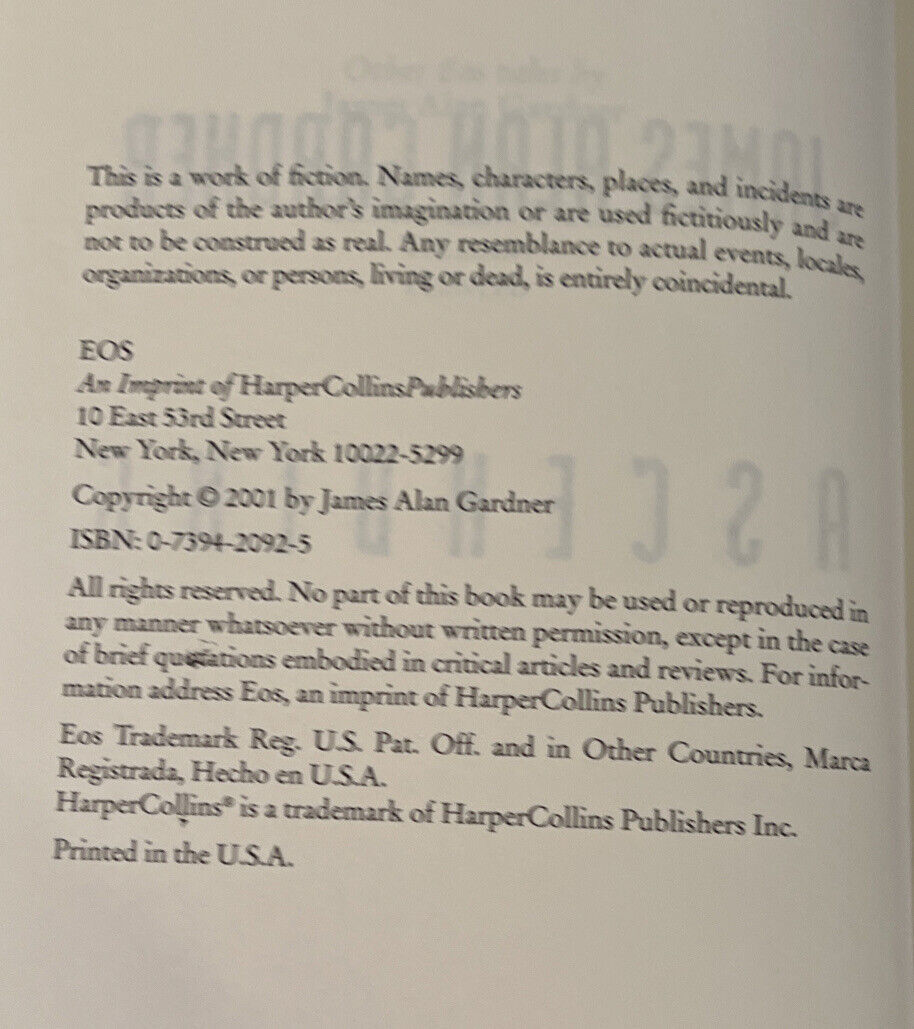 This is a work of fiction. Names, characters, places, and incidents are
products of the author's imagination or are used fictitiously and are
not to be construed as real. Any resemblance to actual events, locales,
organizations, or persons, living or dead, is entirely coincidental.
EOS
An Imprint of HarperCollinsPublishers
10 East 53rd Street
New York, New York 10022-5299
Copyright © 2001 by James Alan Gardner
ISBN: 0-7394-2092-5
All rights reserved. No part of this book may be used or reproduced in
any manner whatsoever without written permission, except in the case
of brief quotations embodied in critical articles and reviews. For infor-
mation address Eos, an imprint of HarperCollins Publishers.
Eos Trademark Reg. U.S. Pat. Off. and in Other Countries, Marca
Registrada, Hecho en U.S.A.
HarperCollins® is a trademark of HarperCollins Publishers Inc.
Printed in the U.S.A.